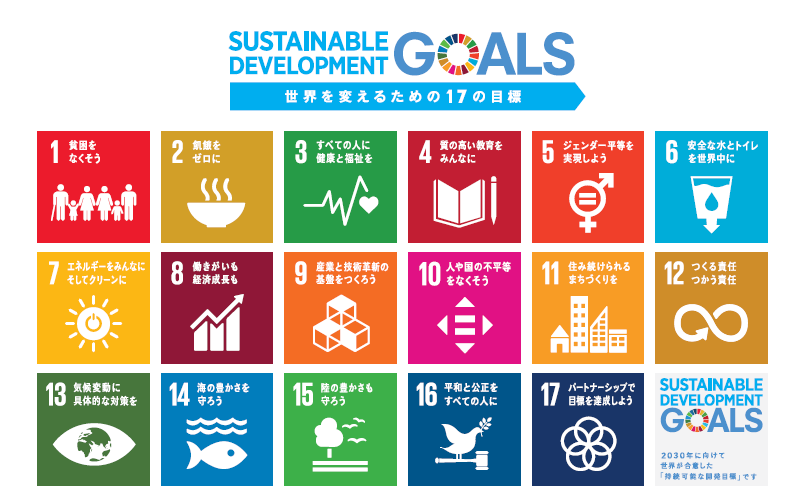 SUSTAINABLE
DEVELOPMENT
GOALS
世界を変えるための17の目標
1 貧困を
なくそう
2 飢餓を
ゼロに
3 すべての人に
健康と福祉を
4 質の高い教育を
みんなに
5 ジェンダー平等を
実現しよう
6 安全な水とトイレ
を世界中に
7 エネルギーをみんなに
そしてクリーンに
8 働きがいも
経済成長も
9 産業と技術革新の
基盤をつくろう
10 人や国の不平等
をなくそう
11 住み続けられる
まちづくりを
12 つくる責任
つかう責任
13 気候変動に
具体的な対策を
14 海の豊かさを
守ろう
15 陸の豊かさも
守ろう
16 平和と公正を
すべての人に
17 パートナーシップで
目標を達成しよう
SUSTAINABLE
DEVELOPMENT
GOALS
2030年に向けて
世界が合意した
「持続可能な開発目標」です